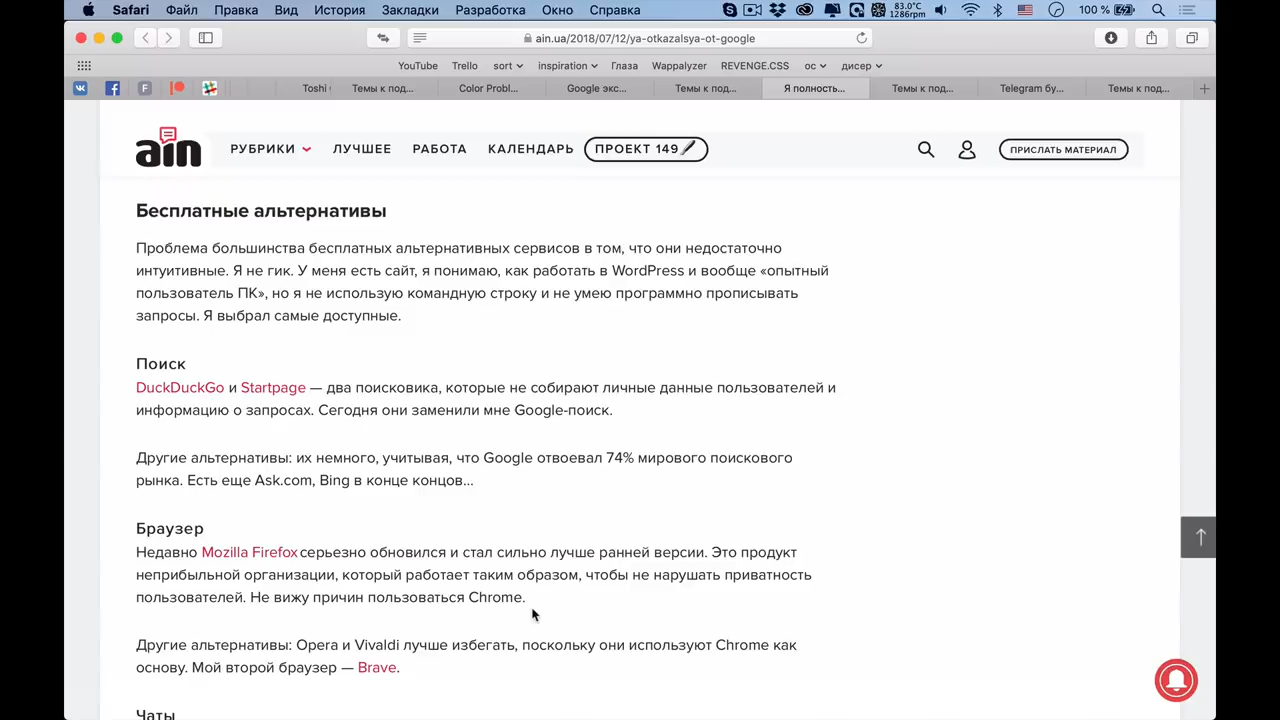 Safari Файл Правка Вид История Закладки Разработка Окно Справка 83.0°C 1286rpm 100 %
ain.ua/2018/07/12/ya-otkazalsya-ot-google
YouTube Trello sort inspiration Глаза Wappalyzer REVENGE.CSS ос дисер
F Toshi Темы к под... Color Probl... Google экс... Темы к под... Я полность... Темы к под... Telegram бу... Темы к под...
ain РУБРИКИ ЛУЧШЕЕ РАБОТА КАЛЕНДАРЬ ПРОЕКТ 149 ПРИСЛАТЬ МАТЕРИАЛ
Бесплатные альтернативы
Проблема большинства бесплатных альтернативных сервисов в том, что они недостаточно
интуитивные. Я не гик. У меня есть сайт, я понимаю, как работать в WordPress и вообще «опытный
пользователь ПК», но я не использую командную строку и не умею программно прописывать
запросы. Я выбрал самые доступные.
Поиск
DuckDuckGo и Startpage — два поисковика, которые не собирают личные данные пользователей и
информацию о запросах. Сегодня они заменили мне Google-поиск.
Другие альтернативы: их немного, учитывая, что Google отвоевал 74% мирового поискового
рынка. Есть еще Ask.com, Bing в конце концов...
Браузер
Недавно Mozilla Firefox серьезно обновился и стал сильно лучше ранней версии. Это продукт
неприбыльной организации, который работает таким образом, чтобы не нарушать приватность
пользователей. Не вижу причин пользоваться Chrome.
Другие альтернативы: Opera и Vivaldi лучше избегать, поскольку они используют Chrome как
основу. Мой второй браузер — Brave.
Чаты